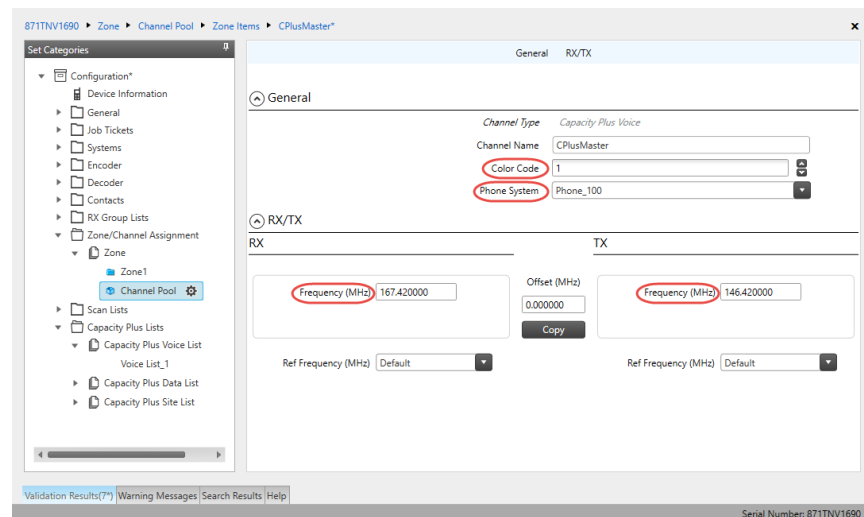 871TNV1690 ▸ Zone ▸ Channel Pool ▸ Zone Items ▸ CPlusMaster* x
Set Categories
Configuration*
Device Information
General
Job Tickets
Systems
Encoder
Decoder
Contacts
RX Group Lists
Zone/Channel Assignment
Zone
Zone1
Channel Pool
Scan Lists
Capacity Plus Lists
Capacity Plus Voice List
Voice List_1
Capacity Plus Data List
Capacity Plus Site List
General RX/TX
General
Channel Type Capacity Plus Voice
Channel Name CPlusMaster
Color Code 1
Phone System Phone_100
RX/TX
RX TX
Offset (MHz)
Frequency (MHz) 167.420000 0.000000 Frequency (MHz) 146.420000
Copy
Ref Frequency (MHz) Default Ref Frequency (MHz) Default
Validation Results(7*) Warning Messages Search Results Help
Serial Number: 871TNV1690